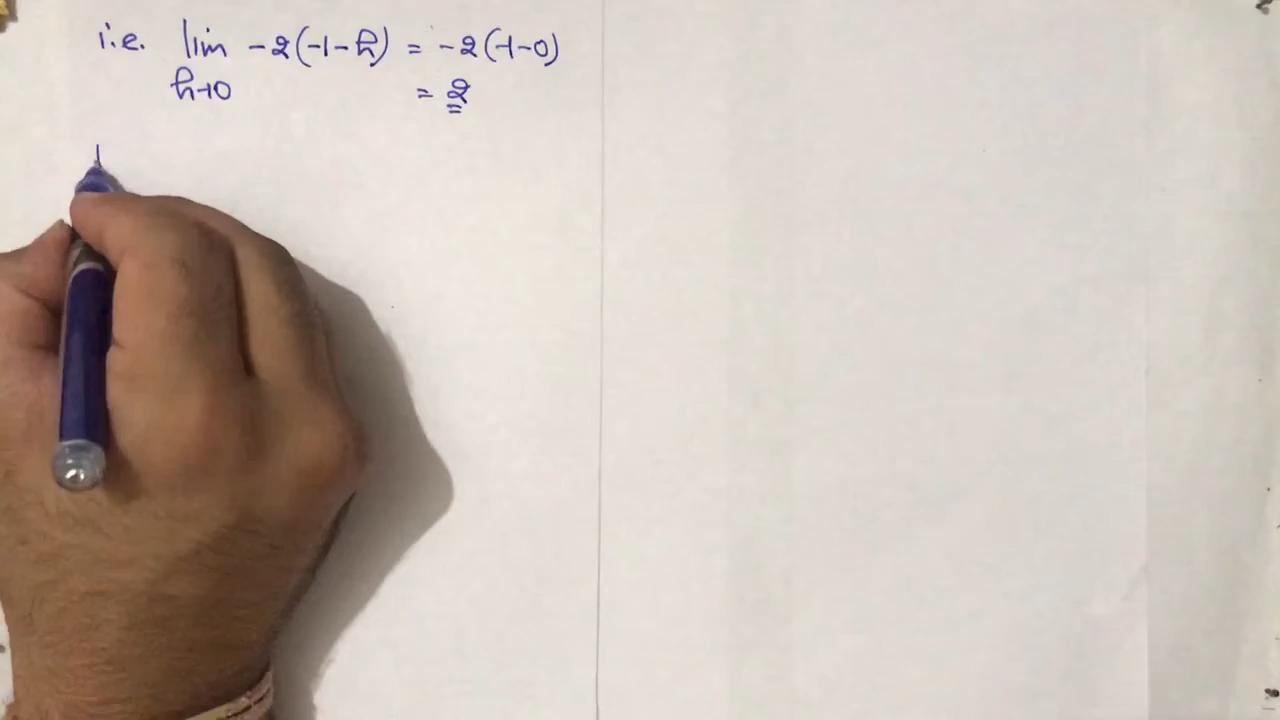 i.e. lim -2(-1-h) = -2(-1-0)
h→0 = 2